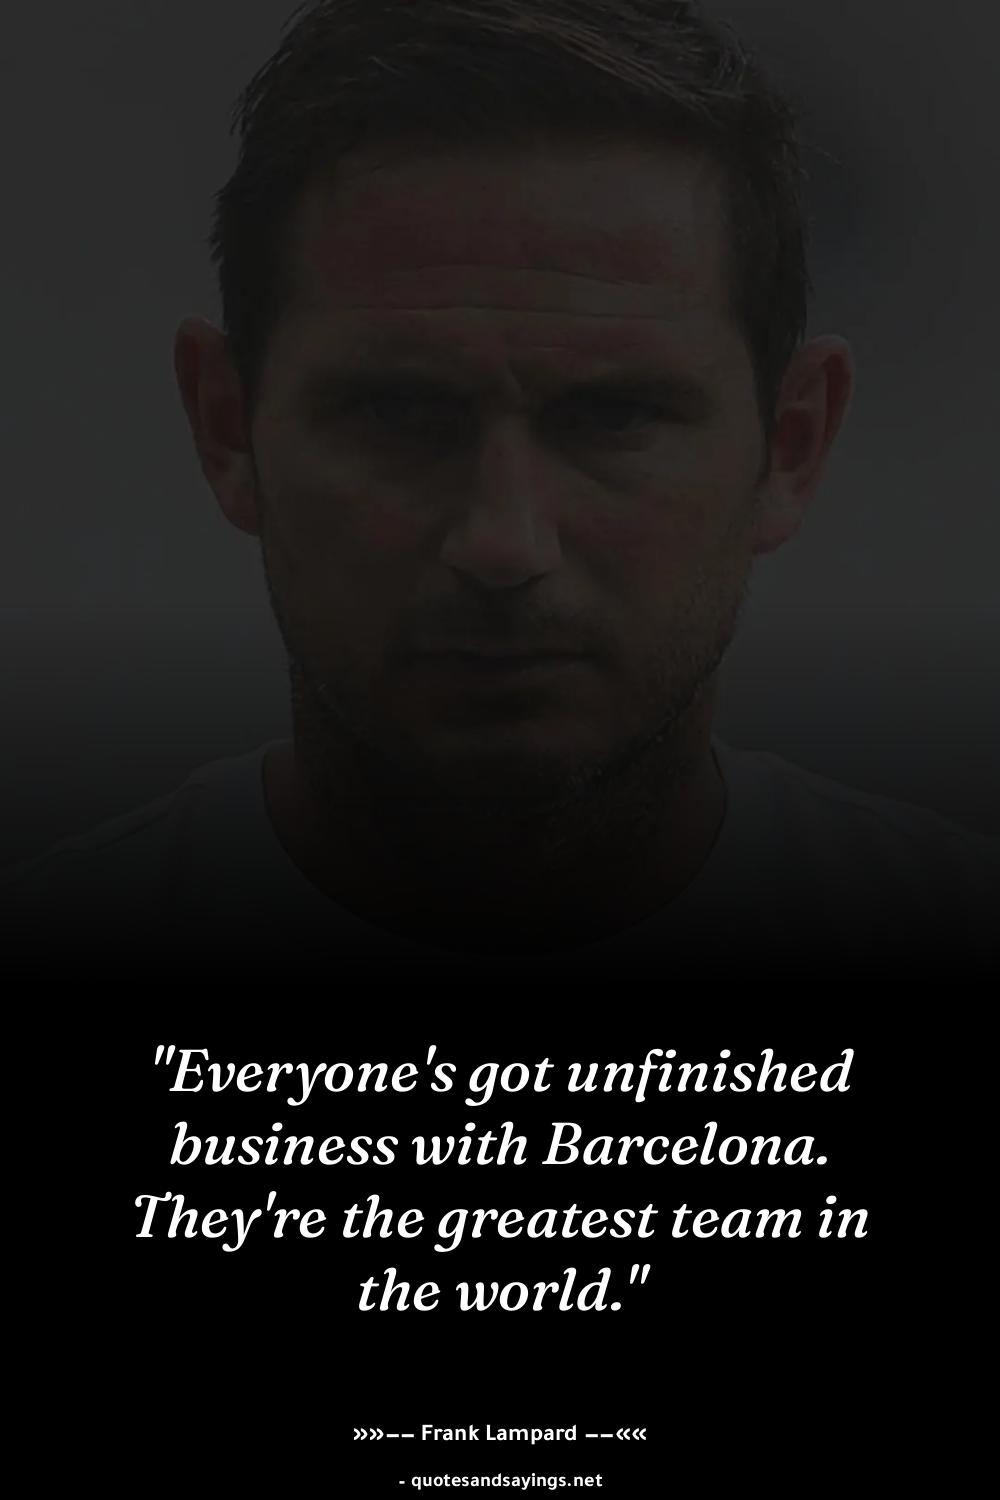 "Everyone's got unfinished
business with Barcelona.
They're the greatest team in
the world."
»»–– Frank Lampard ––««
- quotesandsayings.net